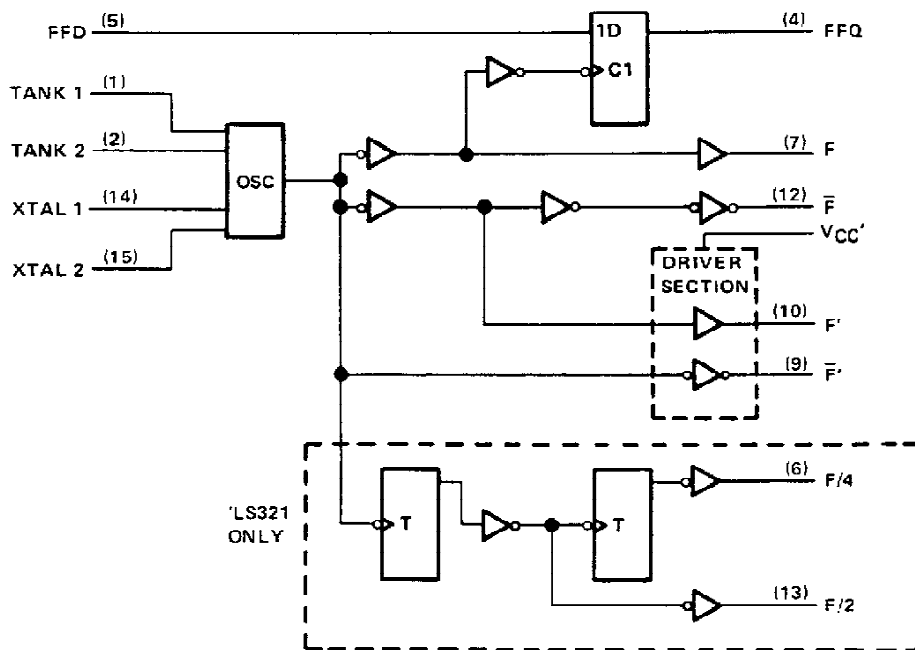 FFD (5) 1D (4) FFQ
C1
TANK 1 (1)
TANK 2 (2)
OSC
XTAL 1 (14)
XTAL 2 (15)
(7) F
(12) F̅
VCC'
DRIVER
SECTION
(10) F'
(9) F̅'
'LS321
ONLY
T
T
(6) F/4
(13) F/2